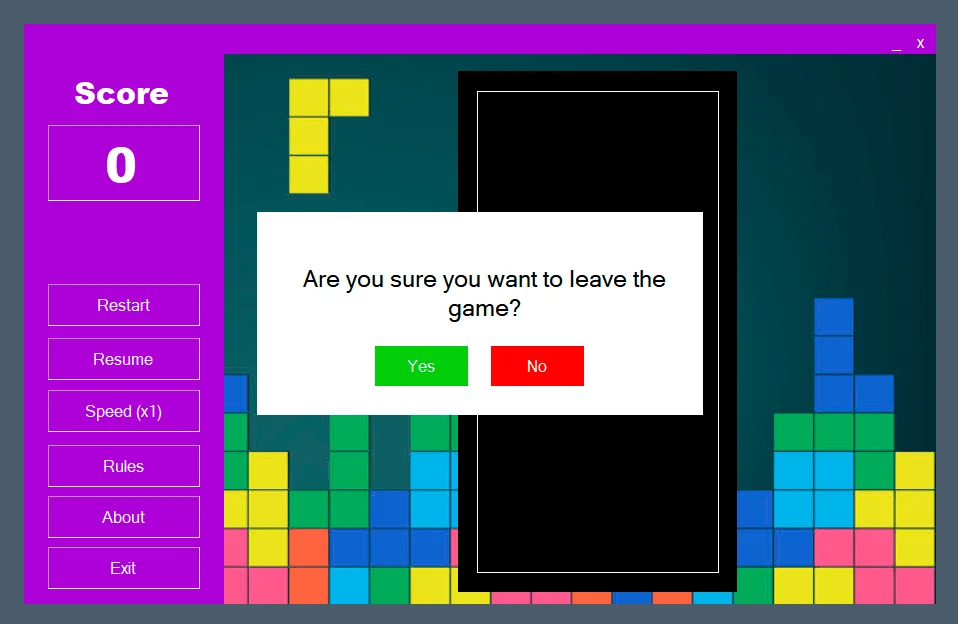 _ x
Score
0
Restart
Resume
Speed (x1)
Rules
About
Exit
Are you sure you want to leave the
game?
Yes No